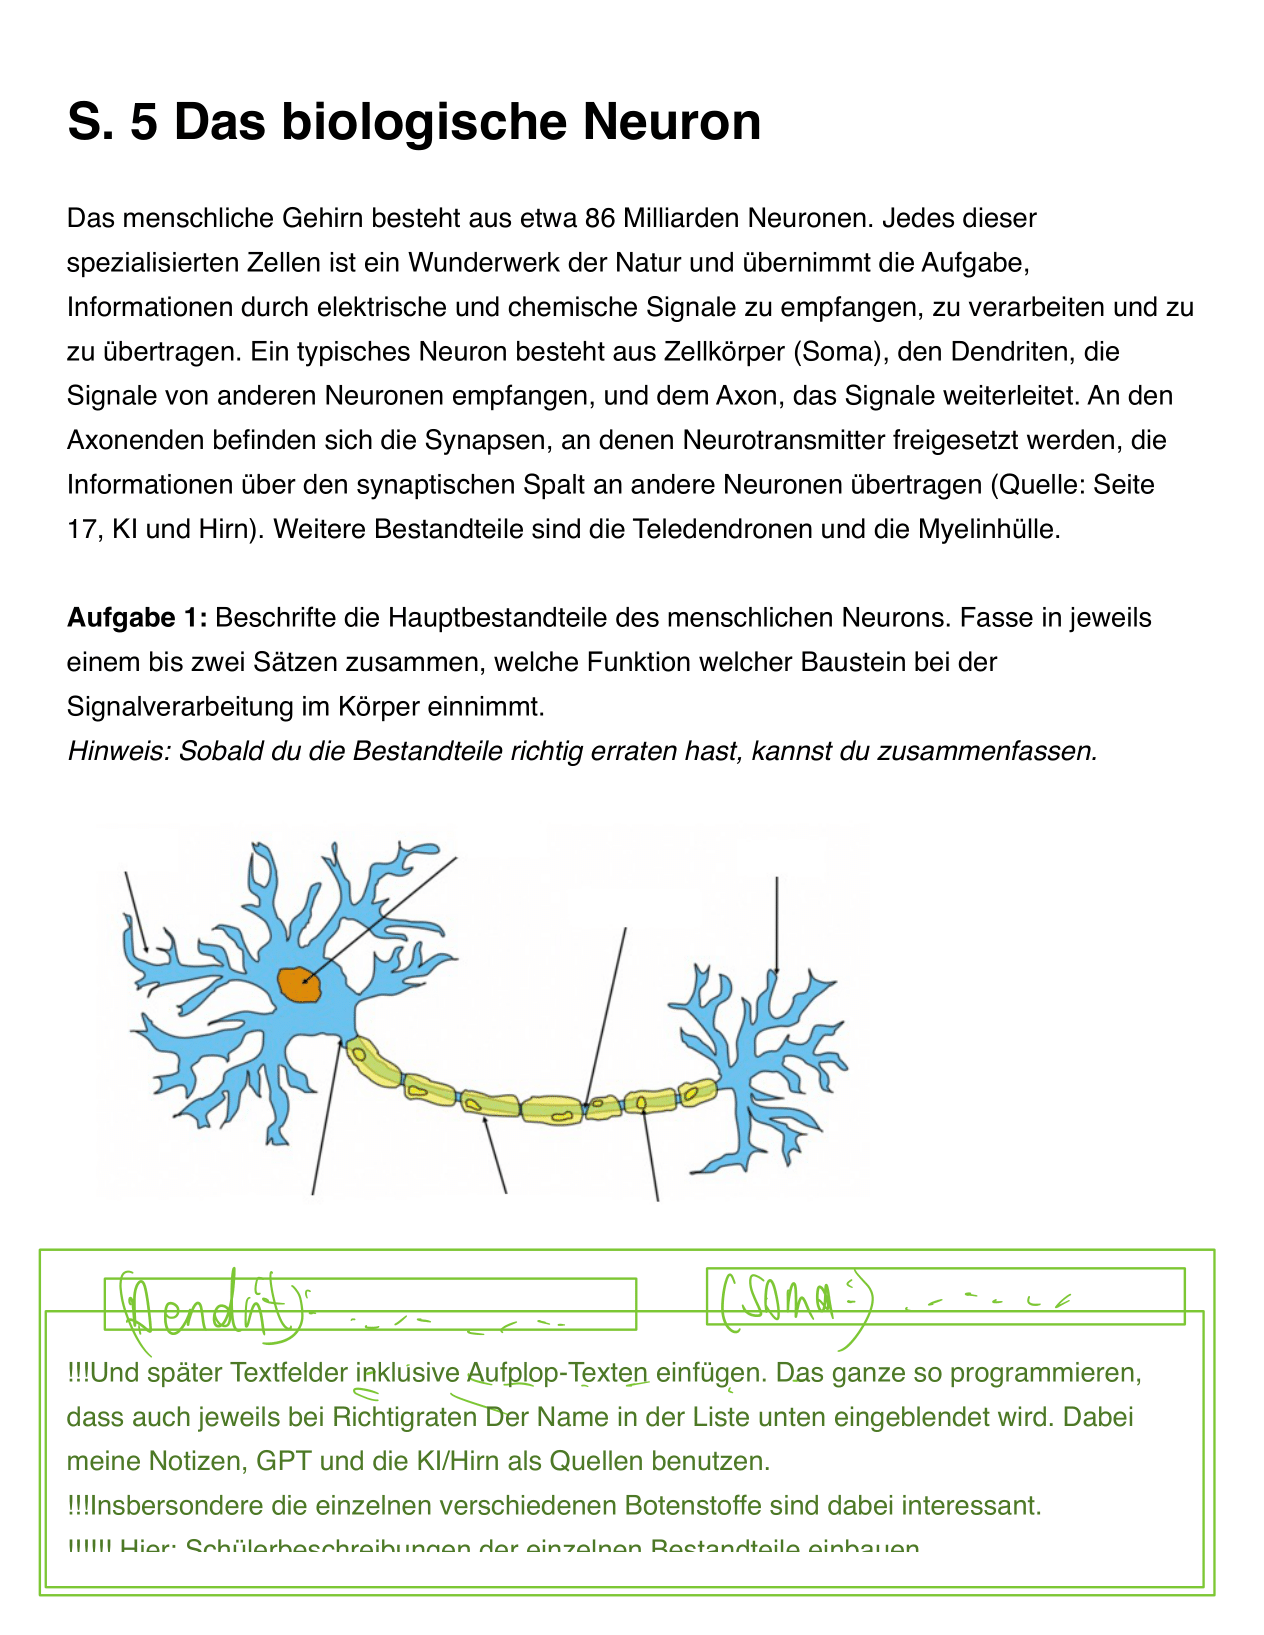 S. 5 Das biologische Neuron
Das menschliche Gehirn besteht aus etwa 86 Milliarden Neuronen. Jedes dieser
spezialisierten Zellen ist ein Wunderwerk der Natur und übernimmt die Aufgabe,
Informationen durch elektrische und chemische Signale zu empfangen, zu verarbeiten und zu
zu übertragen. Ein typisches Neuron besteht aus Zellkörper (Soma), den Dendriten, die
Signale von anderen Neuronen empfangen, und dem Axon, das Signale weiterleitet. An den
Axonenden befinden sich die Synapsen, an denen Neurotransmitter freigesetzt werden, die
Informationen über den synaptischen Spalt an andere Neuronen übertragen (Quelle: Seite
17, KI und Hirn). Weitere Bestandteile sind die Teledendronen und die Myelinhülle.
Aufgabe 1: Beschrifte die Hauptbestandteile des menschlichen Neurons. Fasse in jeweils
einem bis zwei Sätzen zusammen, welche Funktion welcher Baustein bei der
Signalverarbeitung im Körper einnimmt.
Hinweis: Sobald du die Bestandteile richtig erraten hast, kannst du zusammenfassen.
(Dendrit): (Soma:)
!!!Und später Textfelder inklusive Aufplop-Texten einfügen. Das ganze so programmieren,
dass auch jeweils bei Richtigraten Der Name in der Liste unten eingeblendet wird. Dabei
meine Notizen, GPT und die KI/Hirn als Quellen benutzen.
!!!Insbersondere die einzelnen verschiedenen Botenstoffe sind dabei interessant.
!!!!!! Hier: Schülerbeschreibungen der einzelnen Bestandteile einbauen